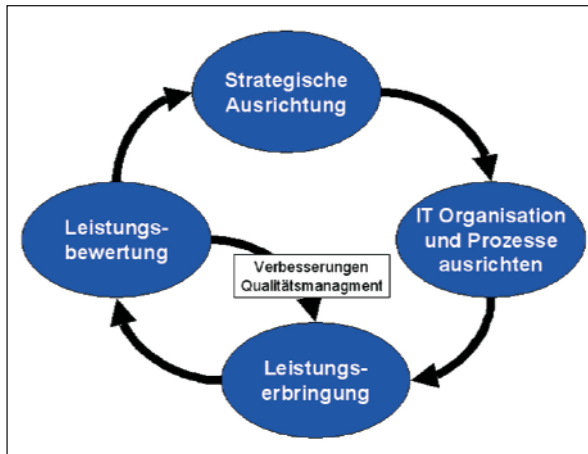 Strategische
Ausrichtung
IT Organisation
und Prozesse
ausrichten
Leistungs-
bewertung
Verbesserungen
Qualitätsmanagment
Leistungs-
erbringung